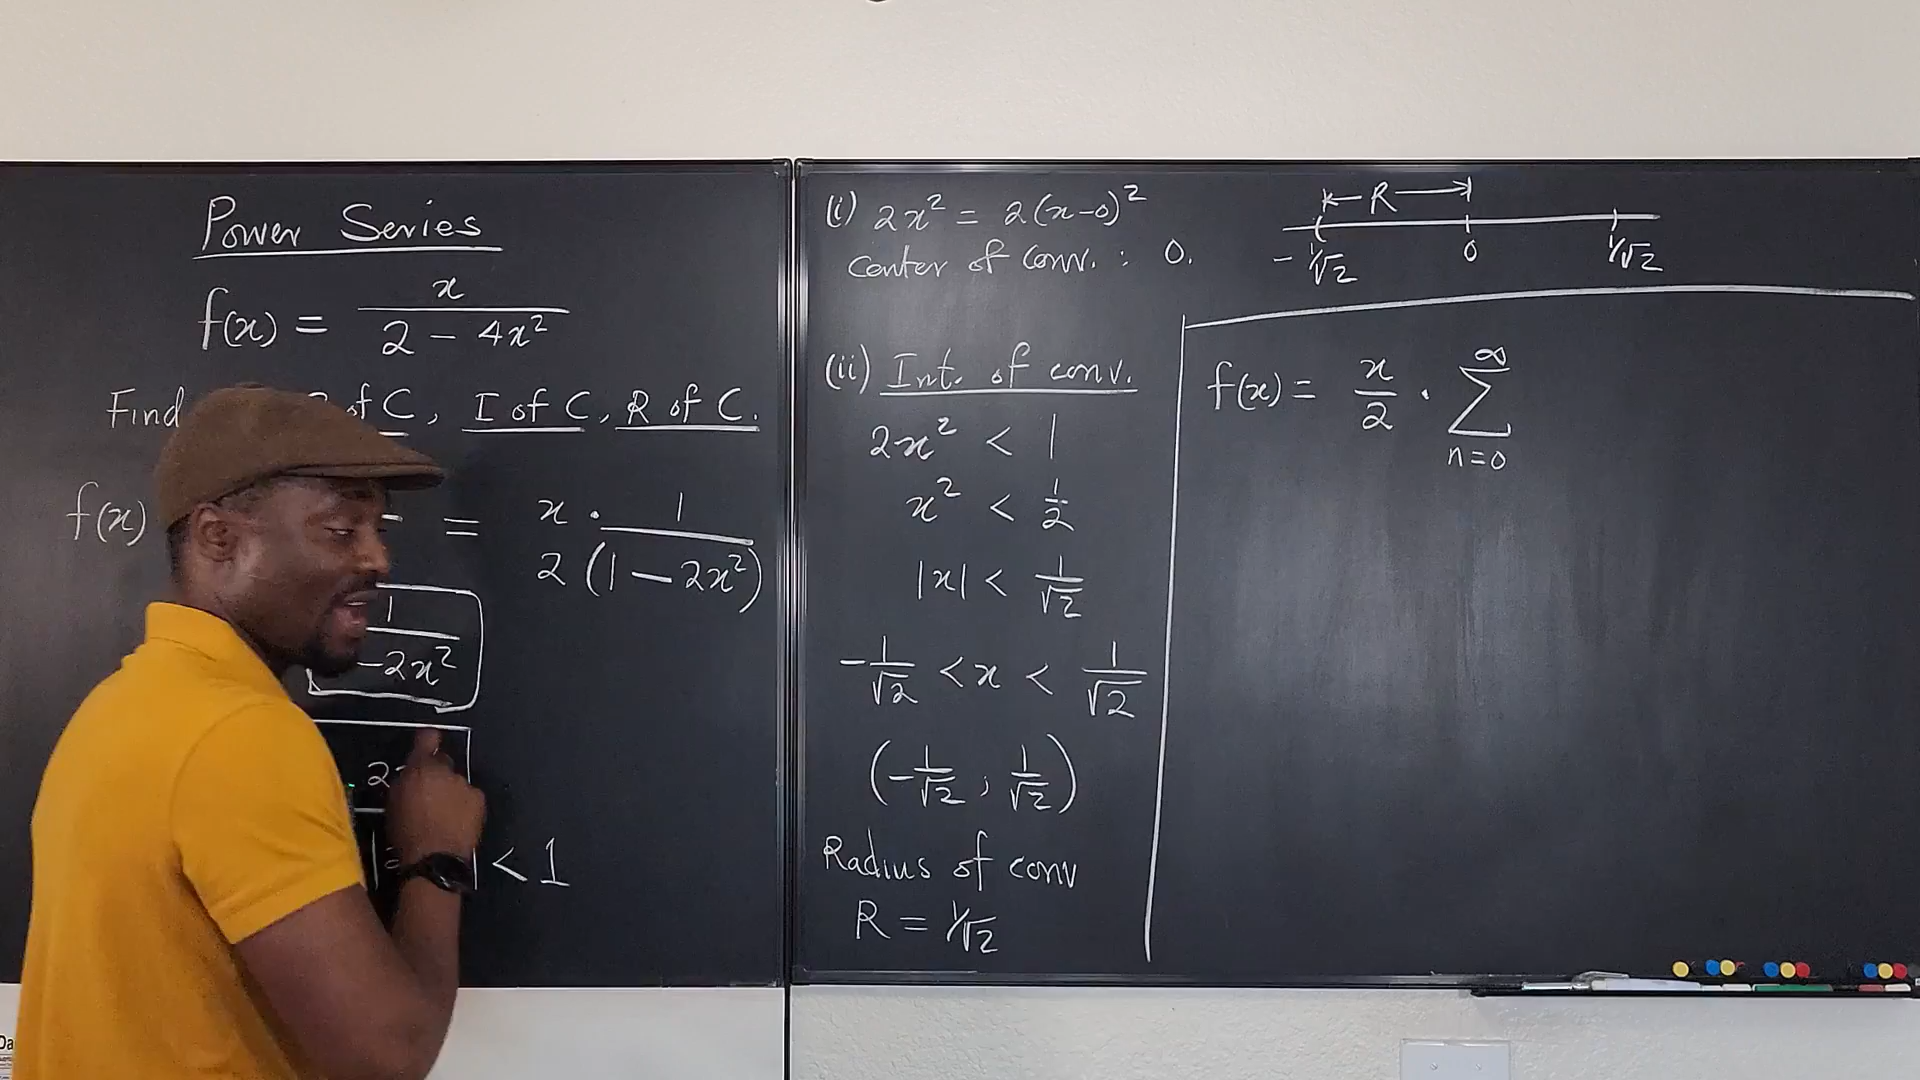 Power Series
f(x) = x / (2 - 4x²)
Find of C, I of C, R of C.
f(x) = x · 1 / 2(1 - 2x²)
1 / -2x²
2
< 1
(i) 2x² = 2(x-0)²
Center of Conv. : 0.
(ii) Int. of conv.
2x² < 1
x² < 1/2
|x| < 1/√2
-1/√2 < x < 1/√2
(-1/√2, 1/√2)
Radius of conv
R = 1/√2
R
-1/√2 0 1/√2
f(x) = x/2 · ∑ n=0 ∞